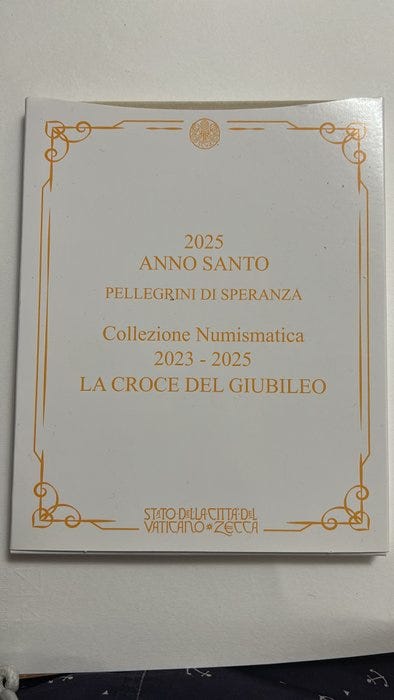 2025
ANNO SANTO
PELLEGRINI DI SPERANZA
Collezione Numismatica
2023 - 2025
LA CROCE DEL GIUBILEO
STATO·DELLA CITTÀ·DEL
VATICANO*ZECCA